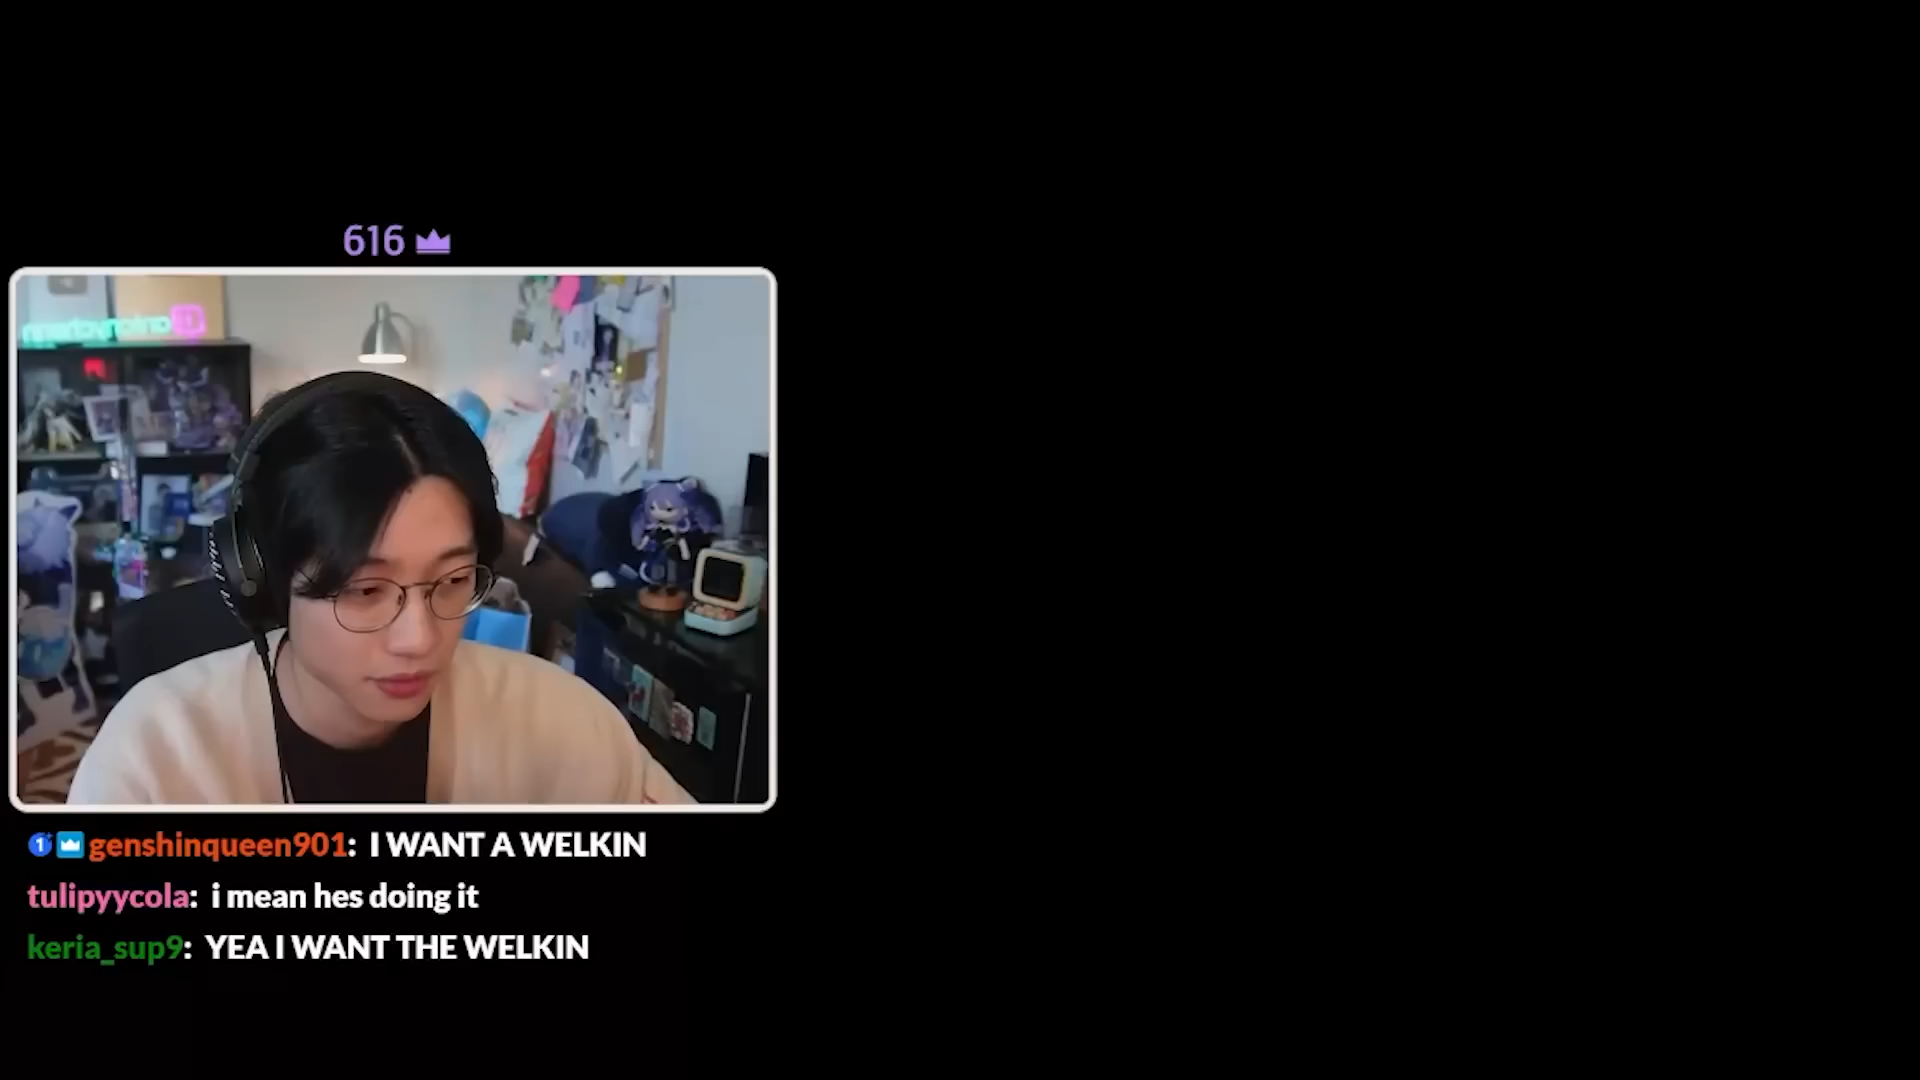 616
genshinqueen901: I WANT A WELKIN
tulipyycola: i mean hes doing it
keria_sup9: YEA I WANT THE WELKIN